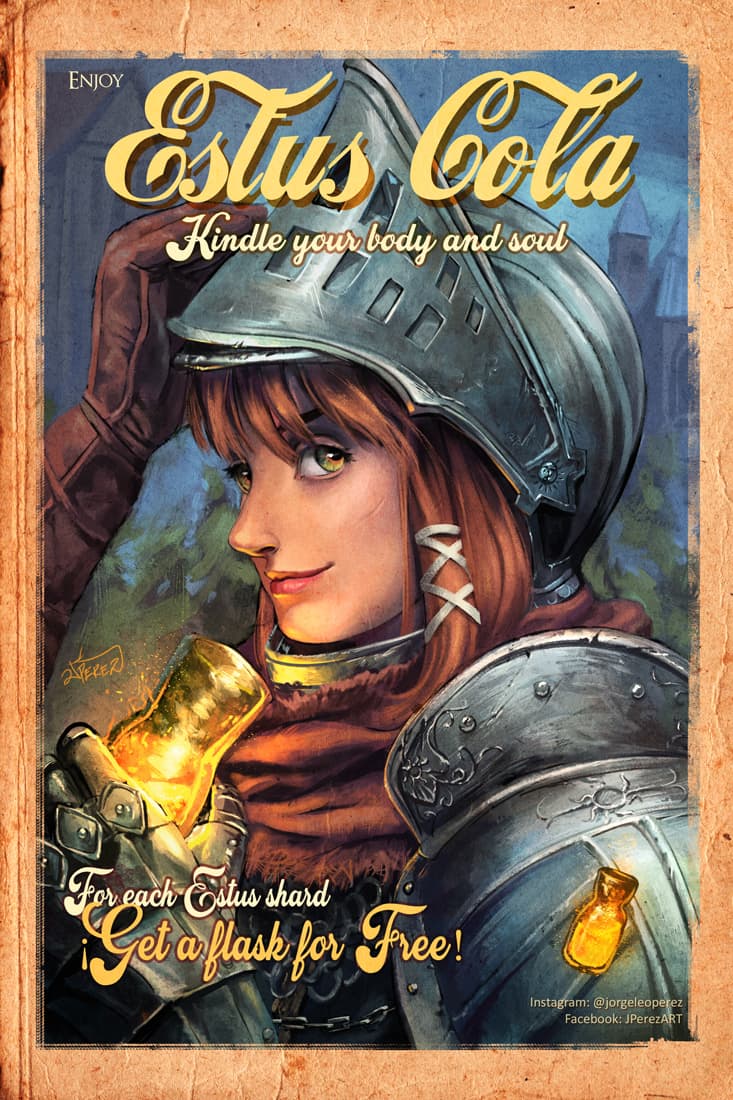 Enjoy
Estus Cola
Kindle your body and soul
JPEREZ
For each Estus shard
¡Get a flask for Free!
Instagram: @jorgeleoperez
Facebook: JPerezART